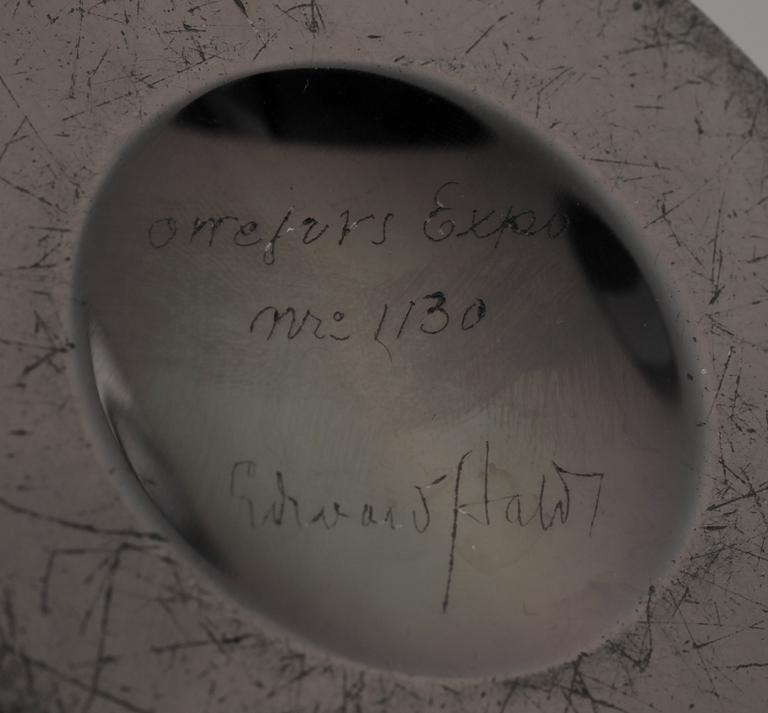 orrefors Expo
nr: 1130
Edward Hald